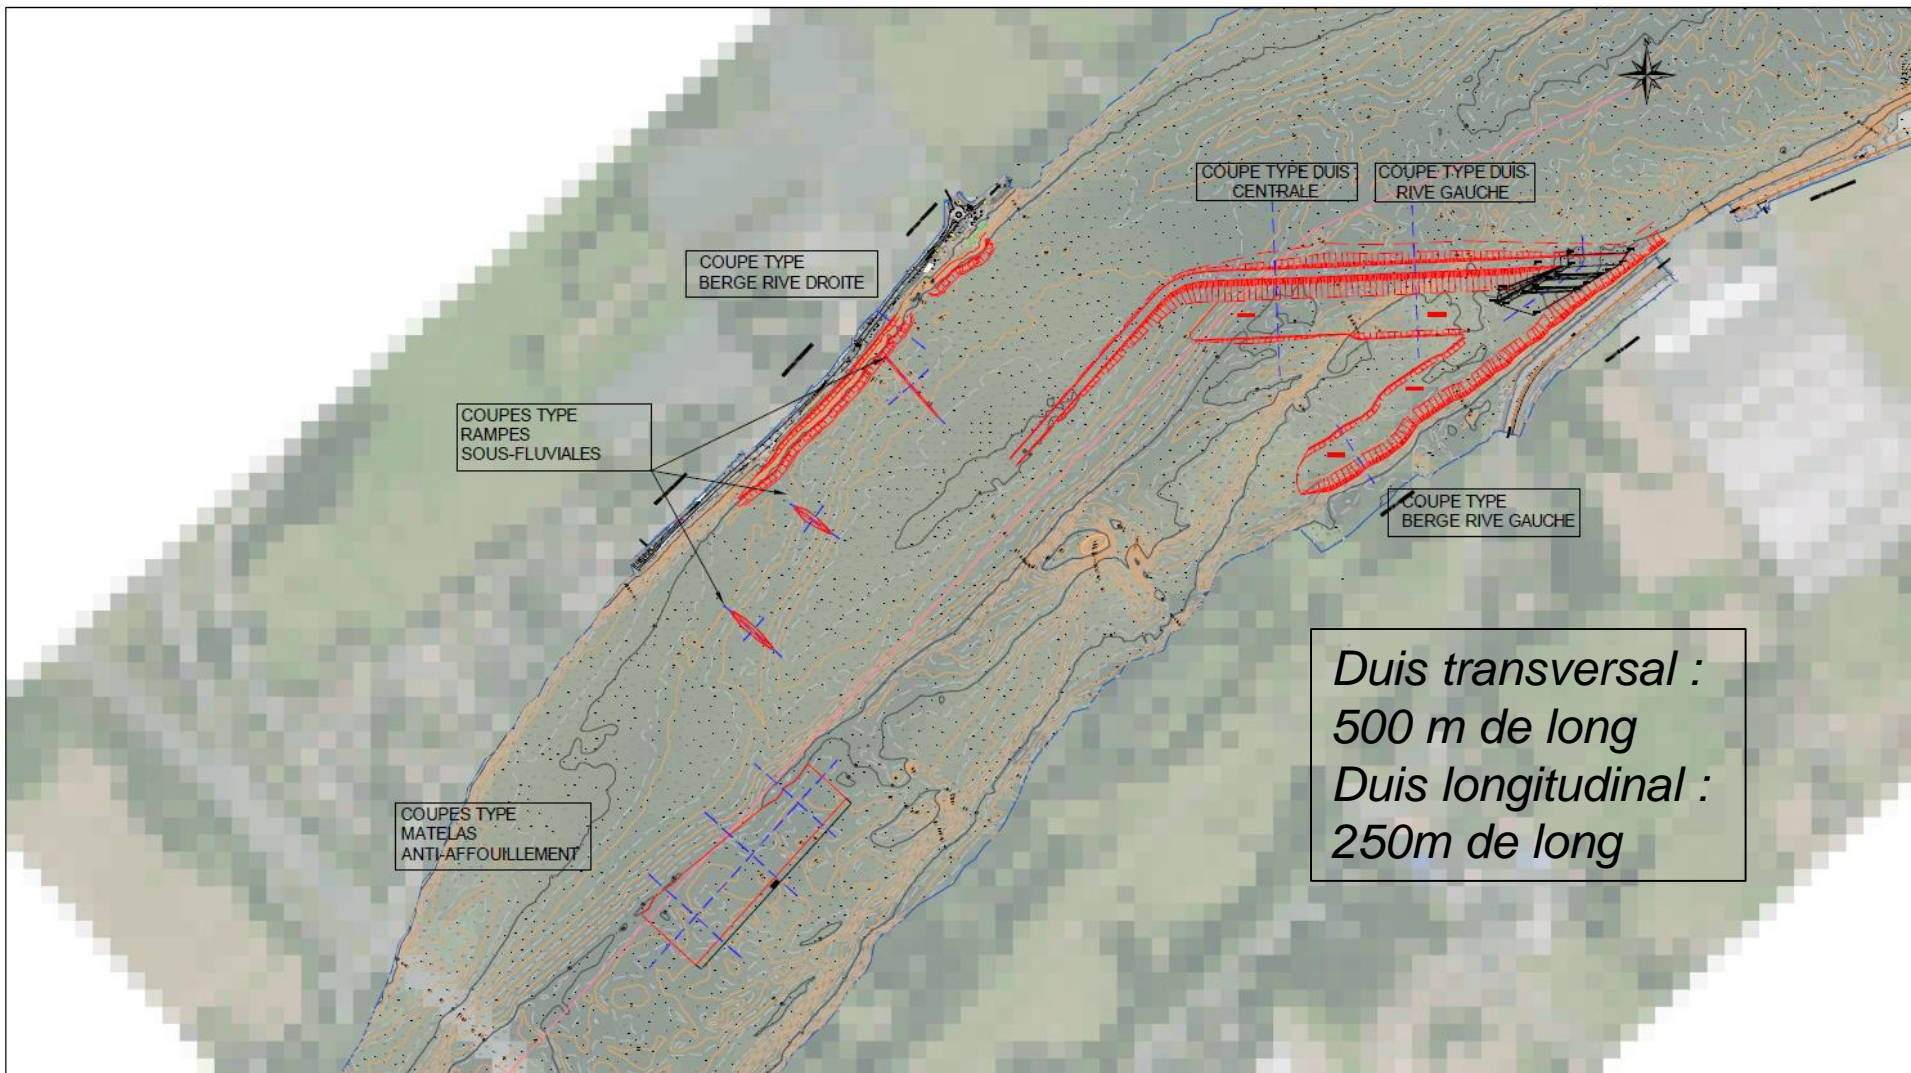 COUPE TYPE DUIS
CENTRALE
COUPE TYPE DUIS
RIVE GAUCHE
COUPE TYPE
BERGE RIVE DROITE
COUPES TYPE
RAMPES
SOUS-FLUVIALES
COUPE TYPE
BERGE RIVE GAUCHE
Duis transversal :
500 m de long
Duis longitudinal :
250m de long
COUPES TYPE
MATELAS
ANTI-AFFOUILLEMENT